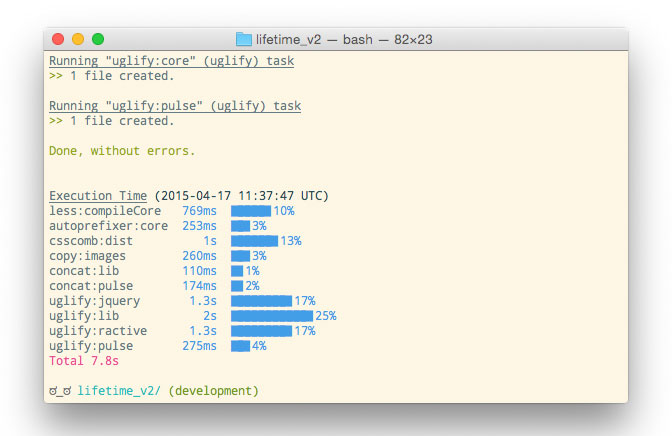 lifetime_v2 — bash — 82×23
Running "uglify:core" (uglify) task
>> 1 file created.
Running "uglify:pulse" (uglify) task
>> 1 file created.
Done, without errors.
Execution Time (2015-04-17 11:37:47 UTC)
less:compileCore 769ms 10%
autoprefixer:core 253ms 3%
csscomb:dist 1s 13%
copy:images 260ms 3%
concat:lib 110ms 1%
concat:pulse 174ms 2%
uglify:jquery 1.3s 17%
uglify:lib 2s 25%
uglify:ractive 1.3s 17%
uglify:pulse 275ms 4%
Total 7.8s
ಠ_ಠ lifetime_v2/ (development)